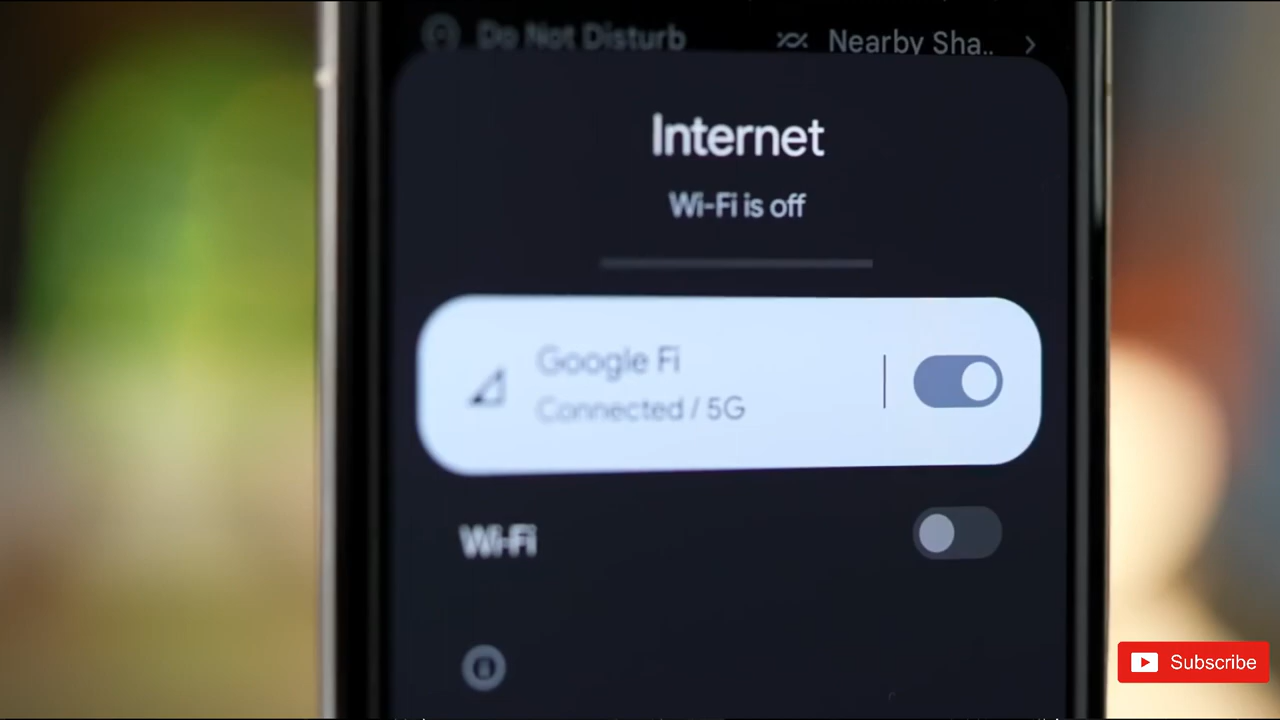 Do Not Disturb
Nearby Sha..
Internet
Wi-Fi is off
Google Fi
Connected / 5G
Wi-Fi
Subscribe